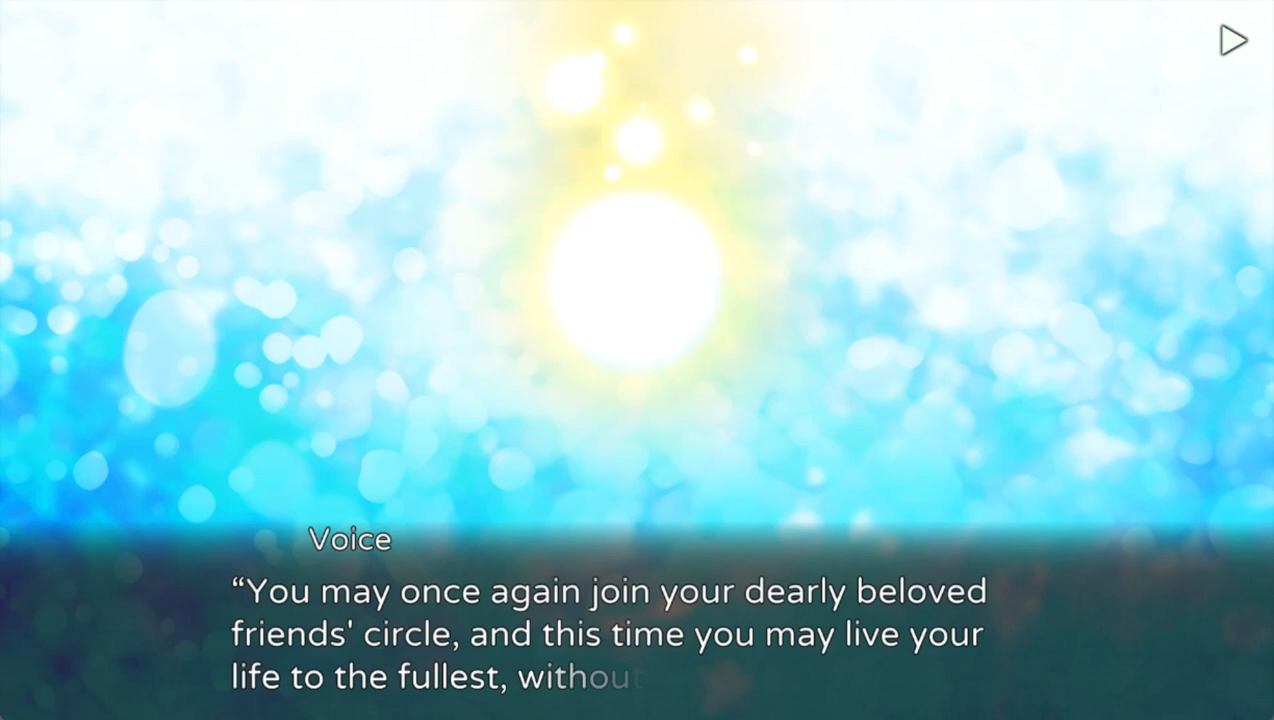 Voice
“You may once again join your dearly beloved
friends' circle, and this time you may live your
life to the fullest, without